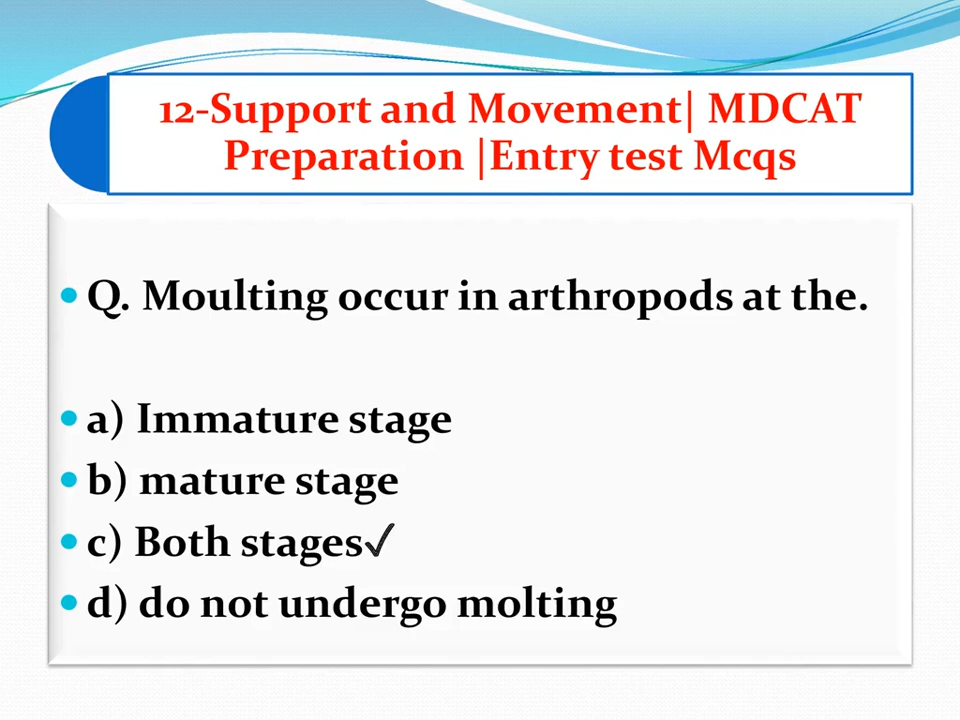 12-Support and Movement| MDCAT
Preparation |Entry test Mcqs
• Q. Moulting occur in arthropods at the.
• a) Immature stage
• b) mature stage
• c) Both stages✓
• d) do not undergo molting